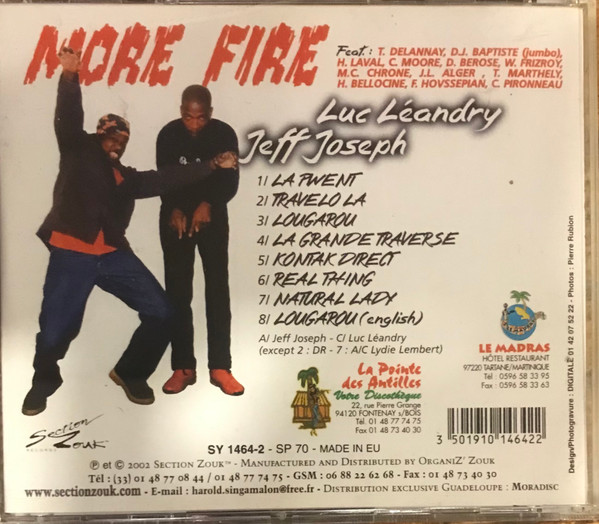 MORE FIRE
Feat: T. DELANNAY, D.J. BAPTISTE (jumbo),
H. LAVAL, C. MOORE, D. BEROSE, W. FRIZROY,
M.C. CHRONE, J.L. ALGER , T. MARTHELY,
H. BELLOCINE, F. HOVSSEPIAN, C. PIRONNEAU
Luc Léandry
Jeff Joseph
1/ LA PWENT
2/ TRAVELO LA
3/ LOUGAROU
4/ LA GRANDE TRAVERSE
5/ KONTAK DIRECT
6/ REAL THING
7/ NATURAL LADY
8/ LOUGAROU (english)
A/ Jeff Joseph - C/ Luc Léandry
(except 2 : DR - 7 : A/C Lydie Lembert)
La Pointe
des Antilles
Votre Discothèque
22, rue Pierre Grange
94120 FONTENAY s/BOIS
Tél. 01 48 77 74 75
Fax 01 48 73 40 30
LE MADRAS
HÔTEL RESTAURANT
97220 TARTANE/MARTINIQUE
Tél : 0596 58 33 95
Fax : 0596 58 33 63
Design/Photogravure : DIGITALE 01 42 07 52 22 - Photos : Pierre Rubion
Section
Zouk
RECORDS
SY 1464-2 - SP 70 - MADE IN EU
3 501910 146422
℗ et © 2002 SECTION ZOUK™ - MANUFACTURED AND DISTRIBUTED BY ORGANIZ' ZOUK
Tél : (33) 01 48 77 08 44 / 01 48 77 74 75 - GSM : 06 88 22 62 68 - Fax : 01 48 73 40 30
www.sectionzouk.com - E-mail : harold.singamalon@free.fr - DISTRIBUTION EXCLUSIVE GUADELOUPE : MORADISC